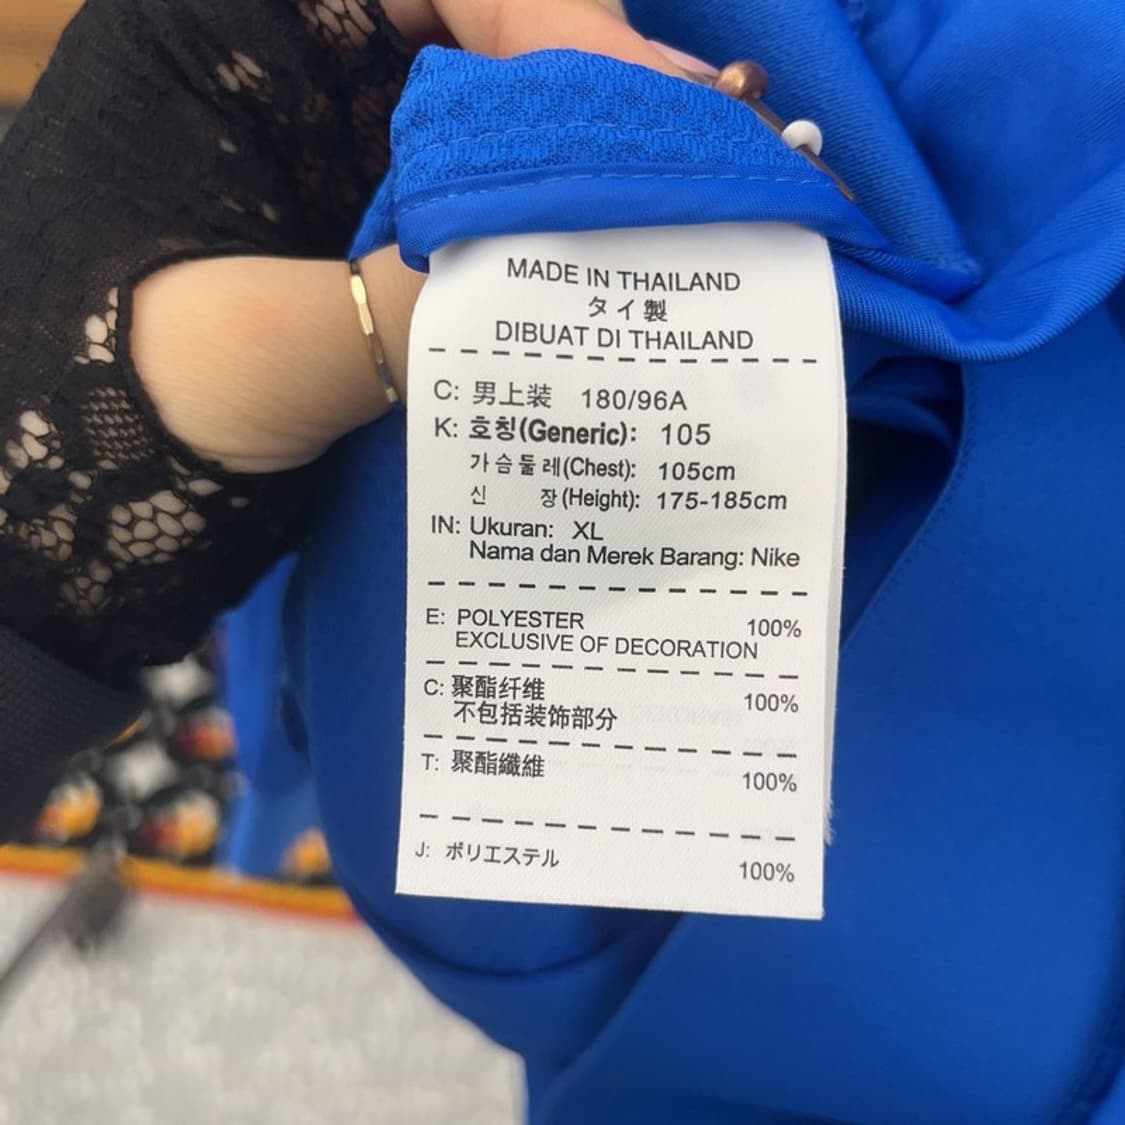 MADE IN THAILAND
タイ製
DIBUAT DI THAILAND
C: 男上装 180/96A
K: 호칭(Generic): 105
가슴둘레(Chest): 105cm
신 장(Height): 175-185cm
IN: Ukuran: XL
Nama dan Merek Barang: Nike
E: POLYESTER 100%
EXCLUSIVE OF DECORATION
C: 聚酯纤维 100%
不包括装饰部分
T: 聚酯纖維 100%
J: ポリエステル 100%